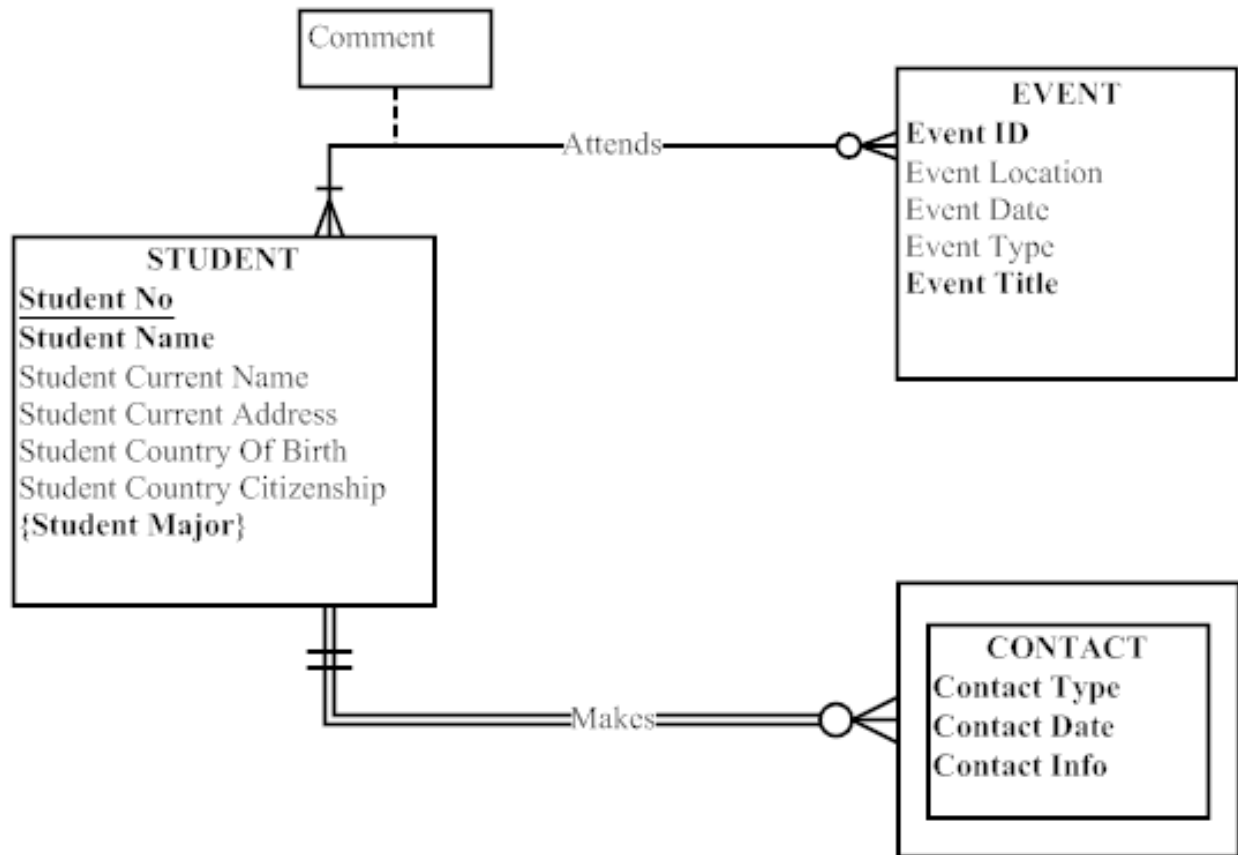 Comment
Attends
EVENT
Event ID
Event Location
Event Date
Event Type
Event Title
STUDENT
Student No
Student Name
Student Current Name
Student Current Address
Student Country Of Birth
Student Country Citizenship
{Student Major}
Makes
CONTACT
Contact Type
Contact Date
Contact Info